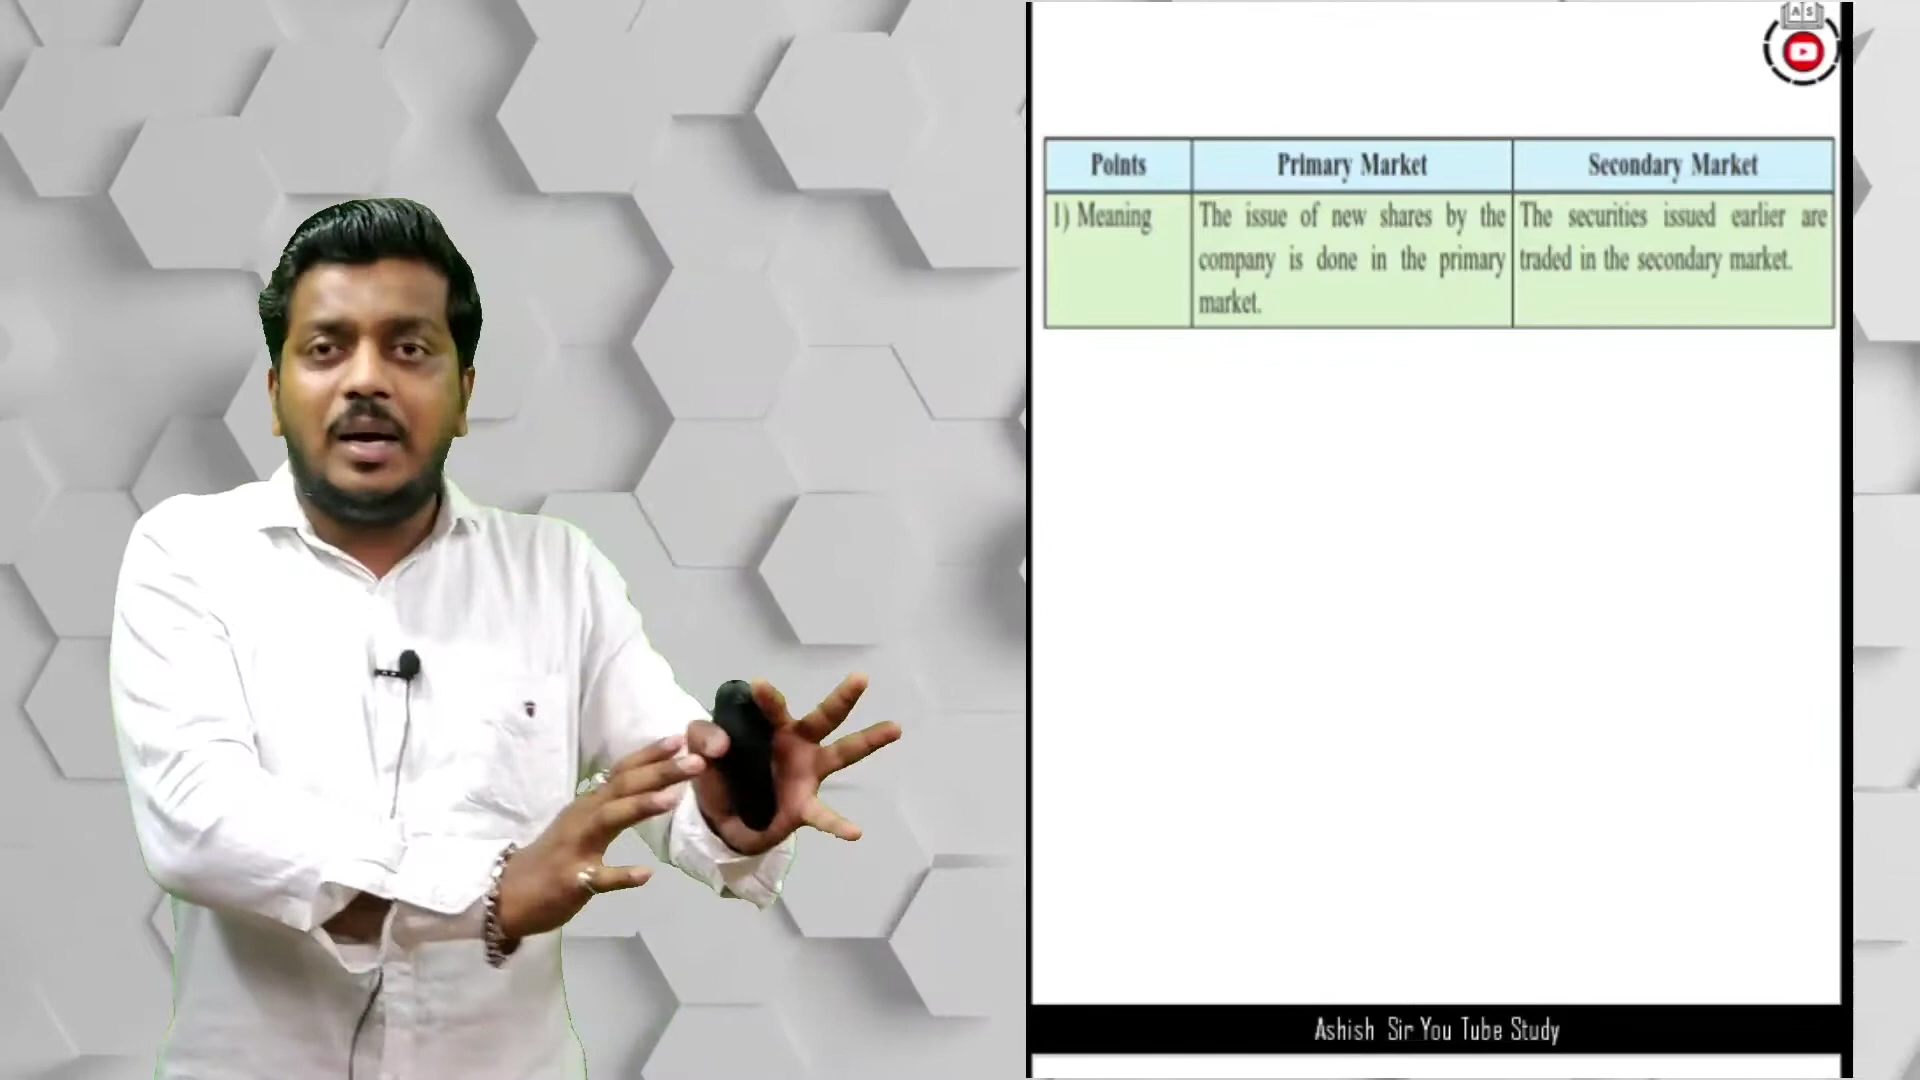 A S
Points
Primary Market
Secondary Market
1) Meaning
The issue of new shares by the
company is done in the primary
market.
The securities issued earlier are
traded in the secondary market.
Ashish Sir You Tube Study